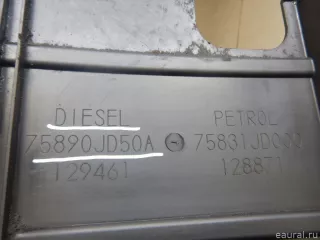 DIESEL PETROL
75890JD50A 75831JD000
129461 128871
eaural.ru